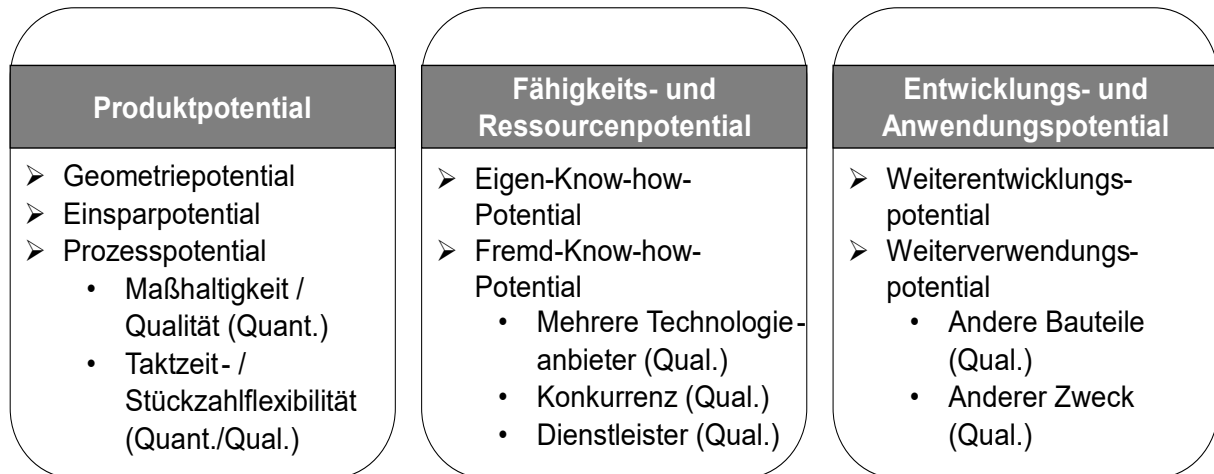 Produktpotential
➢ Geometriepotential
➢ Einsparpotential
➢ Prozesspotential
• Maßhaltigkeit /
Qualität (Quant.)
• Taktzeit- /
Stückzahlflexibilität
(Quant./Qual.)
Fähigkeits- und
Ressourcenpotential
➢ Eigen-Know-how-
Potential
➢ Fremd-Know-how-
Potential
• Mehrere Technologie-
anbieter (Qual.)
• Konkurrenz (Qual.)
• Dienstleister (Qual.)
Entwicklungs- und
Anwendungspotential
➢ Weiterentwicklungs-
potential
➢ Weiterverwendungs-
potential
• Andere Bauteile
(Qual.)
• Anderer Zweck
(Qual.)